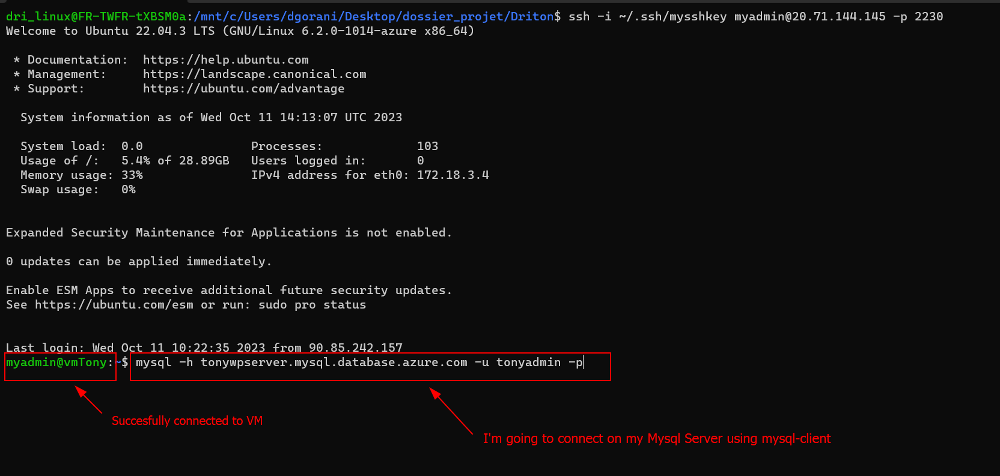 dri_linux@FR-TWFR-tXBSM0a:/mnt/c/Users/dgorani/Desktop/dossier_projet/Driton$ ssh -i ~/.ssh/mysshkey myadmin@20.71.144.145 -p 2230
Welcome to Ubuntu 22.04.3 LTS (GNU/Linux 6.2.0-1014-azure x86_64)
* Documentation:  https://help.ubuntu.com
* Management:     https://landscape.canonical.com
* Support:        https://ubuntu.com/advantage
System information as of Wed Oct 11 14:13:07 UTC 2023
System load:  0.0               Processes:             103
Usage of /:   5.4% of 28.89GB   Users logged in:       0
Memory usage: 33%               IPv4 address for eth0: 172.18.3.4
Swap usage:   0%
Expanded Security Maintenance for Applications is not enabled.
0 updates can be applied immediately.
Enable ESM Apps to receive additional future security updates.
See https://ubuntu.com/esm or run: sudo pro status
Last login: Wed Oct 11 10:22:35 2023 from 90.85.242.157
myadmin@vmTony:~$ mysql -h tonywpserver.mysql.database.azure.com -u tonyadmin -p
Succesfully connected to VM
I'm going to connect on my Mysql Server using mysql-client